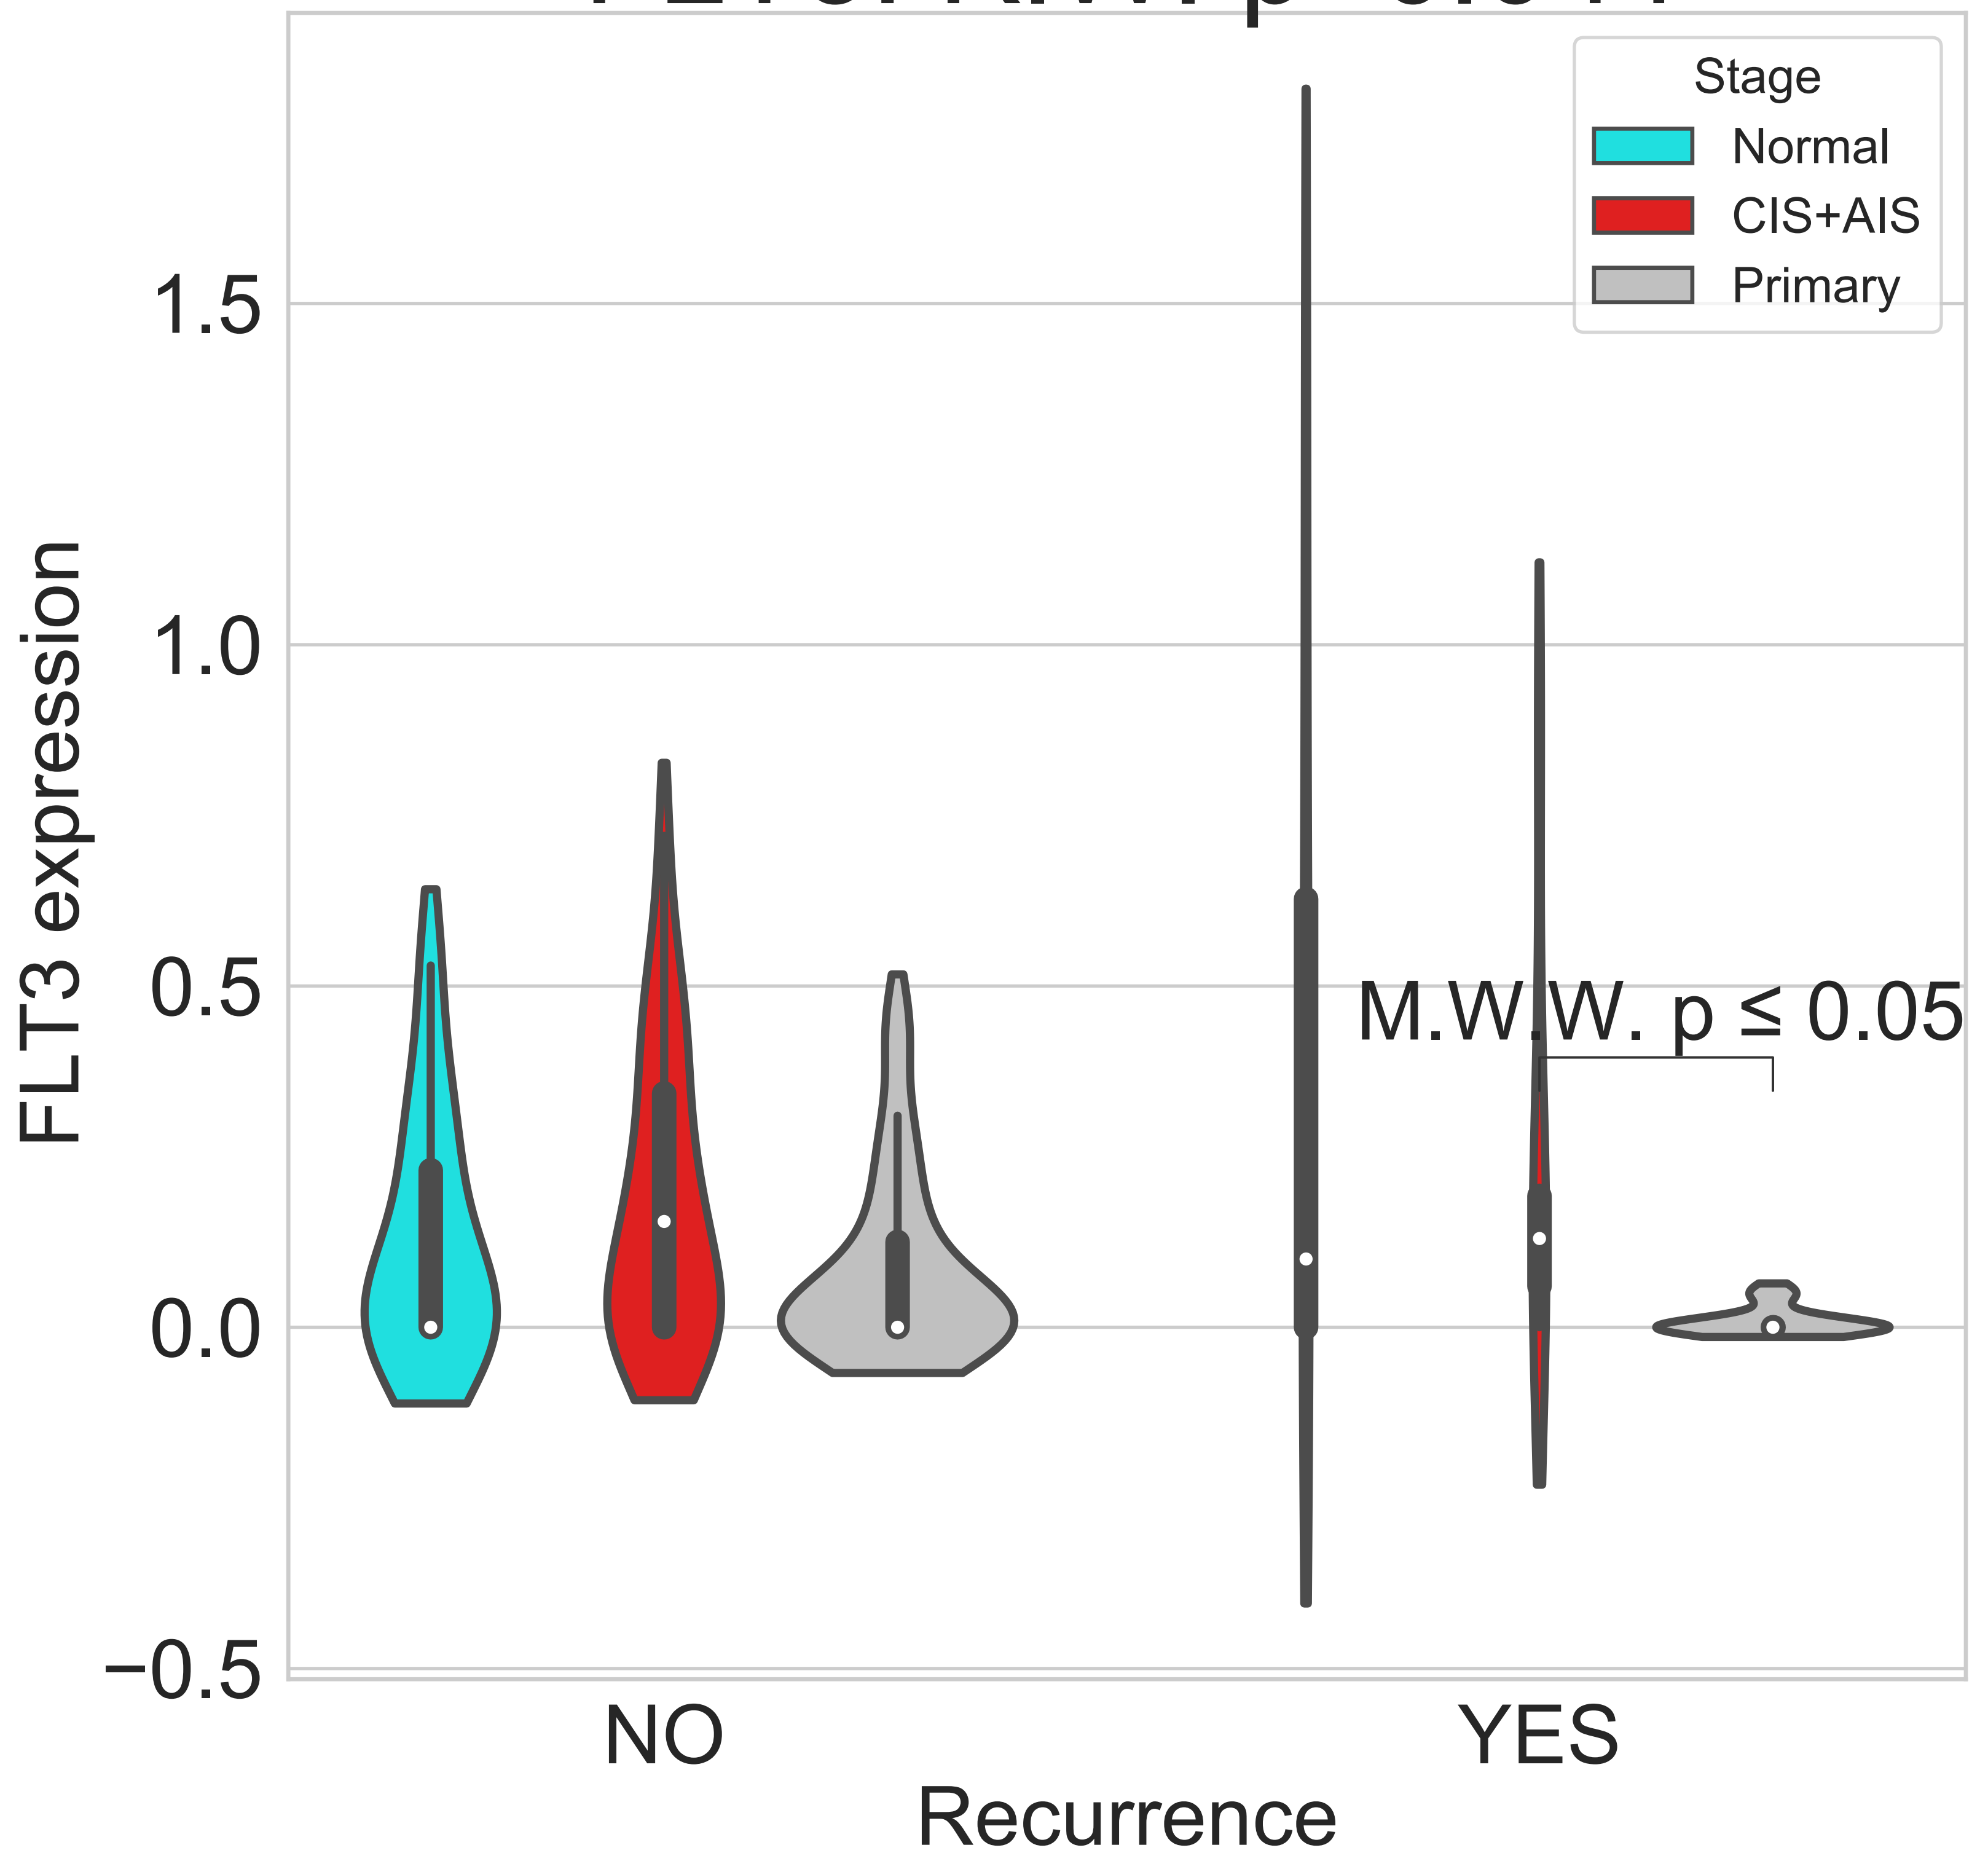 Stage
Normal
CIS+AIS
Primary
1.5
1.0
0.5
0.0
−0.5
FLT3 expression
M.W.W. p ≤ 0.05
NO
YES
Recurrence